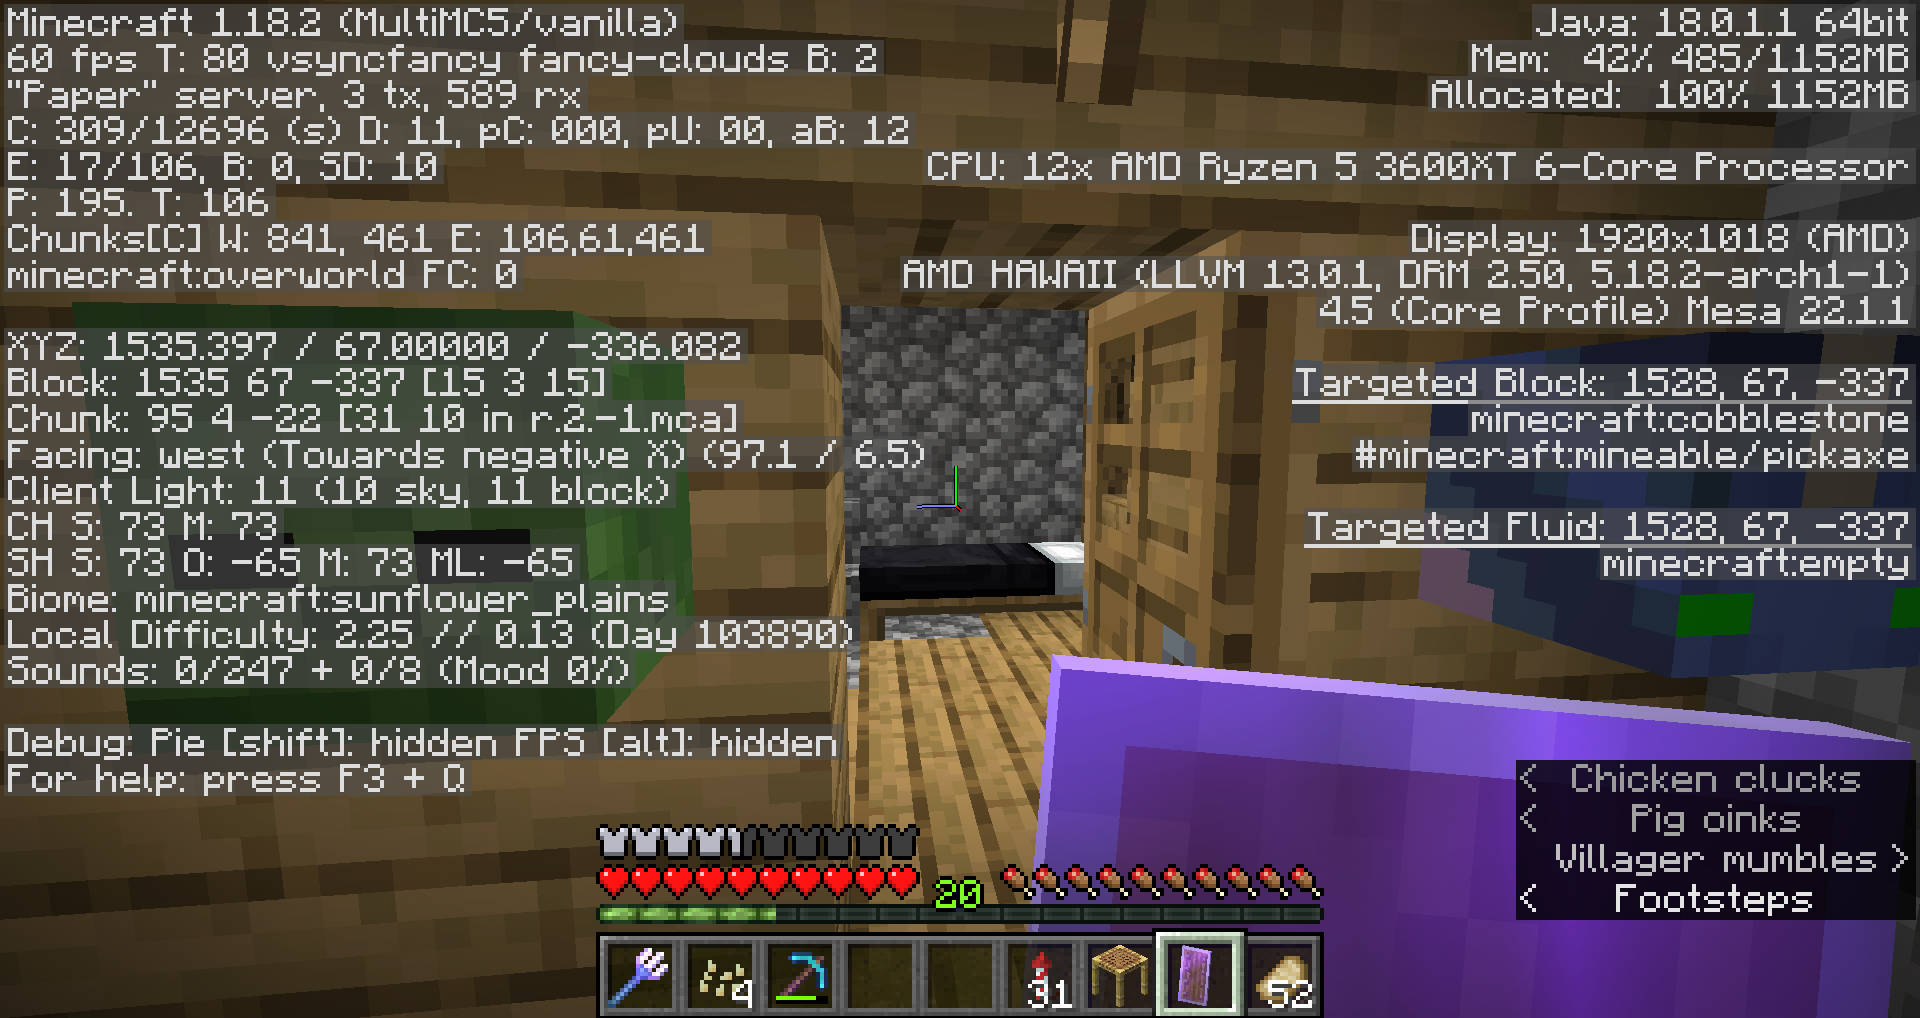 Minecraft 1.18.2 (MultiMC5/vanilla)
60 fps T: 80 vsyncfancy fancy-clouds B: 2
"Paper" server, 3 tx, 589 rx
C: 309/12696 (s) D: 11, pC: 000, pU: 00, aB: 12
E: 17/106, B: 0, SD: 10
P: 195. T: 106
Chunks[C] W: 841, 461 E: 106,61,461
minecraft:overworld FC: 0
XYZ: 1535.397 / 67.00000 / -336.082
Block: 1535 67 -337 [15 3 15]
Chunk: 95 4 -22 [31 10 in r.2.-1.mca]
Facing: west (Towards negative X) (97.1 / 6.5)
Client Light: 11 (10 sky, 11 block)
CH S: 73 M: 73
SH S: 73 O: -65 M: 73 ML: -65
Biome: minecraft:sunflower_plains
Local Difficulty: 2.25 // 0.13 (Day 103890)
Sounds: 0/247 + 0/8 (Mood 0%)
Debug: Pie [shift]: hidden FPS [alt]: hidden
For help: press F3 + Q
Java: 18.0.1.1 64bit
Mem: 42% 485/1152MB
Allocated: 100% 1152MB
CPU: 12x AMD Ryzen 5 3600XT 6-Core Processor
Display: 1920x1018 (AMD)
AMD HAWAII (LLVM 13.0.1, DRM 2.50, 5.18.2-arch1-1)
4.5 (Core Profile) Mesa 22.1.1
Targeted Block: 1528, 67, -337
minecraft:cobblestone
#minecraft:mineable/pickaxe
Targeted Fluid: 1528, 67, -337
minecraft:empty
< Chicken clucks
< Pig oinks
Villager mumbles >
< Footsteps
20
4
31
52